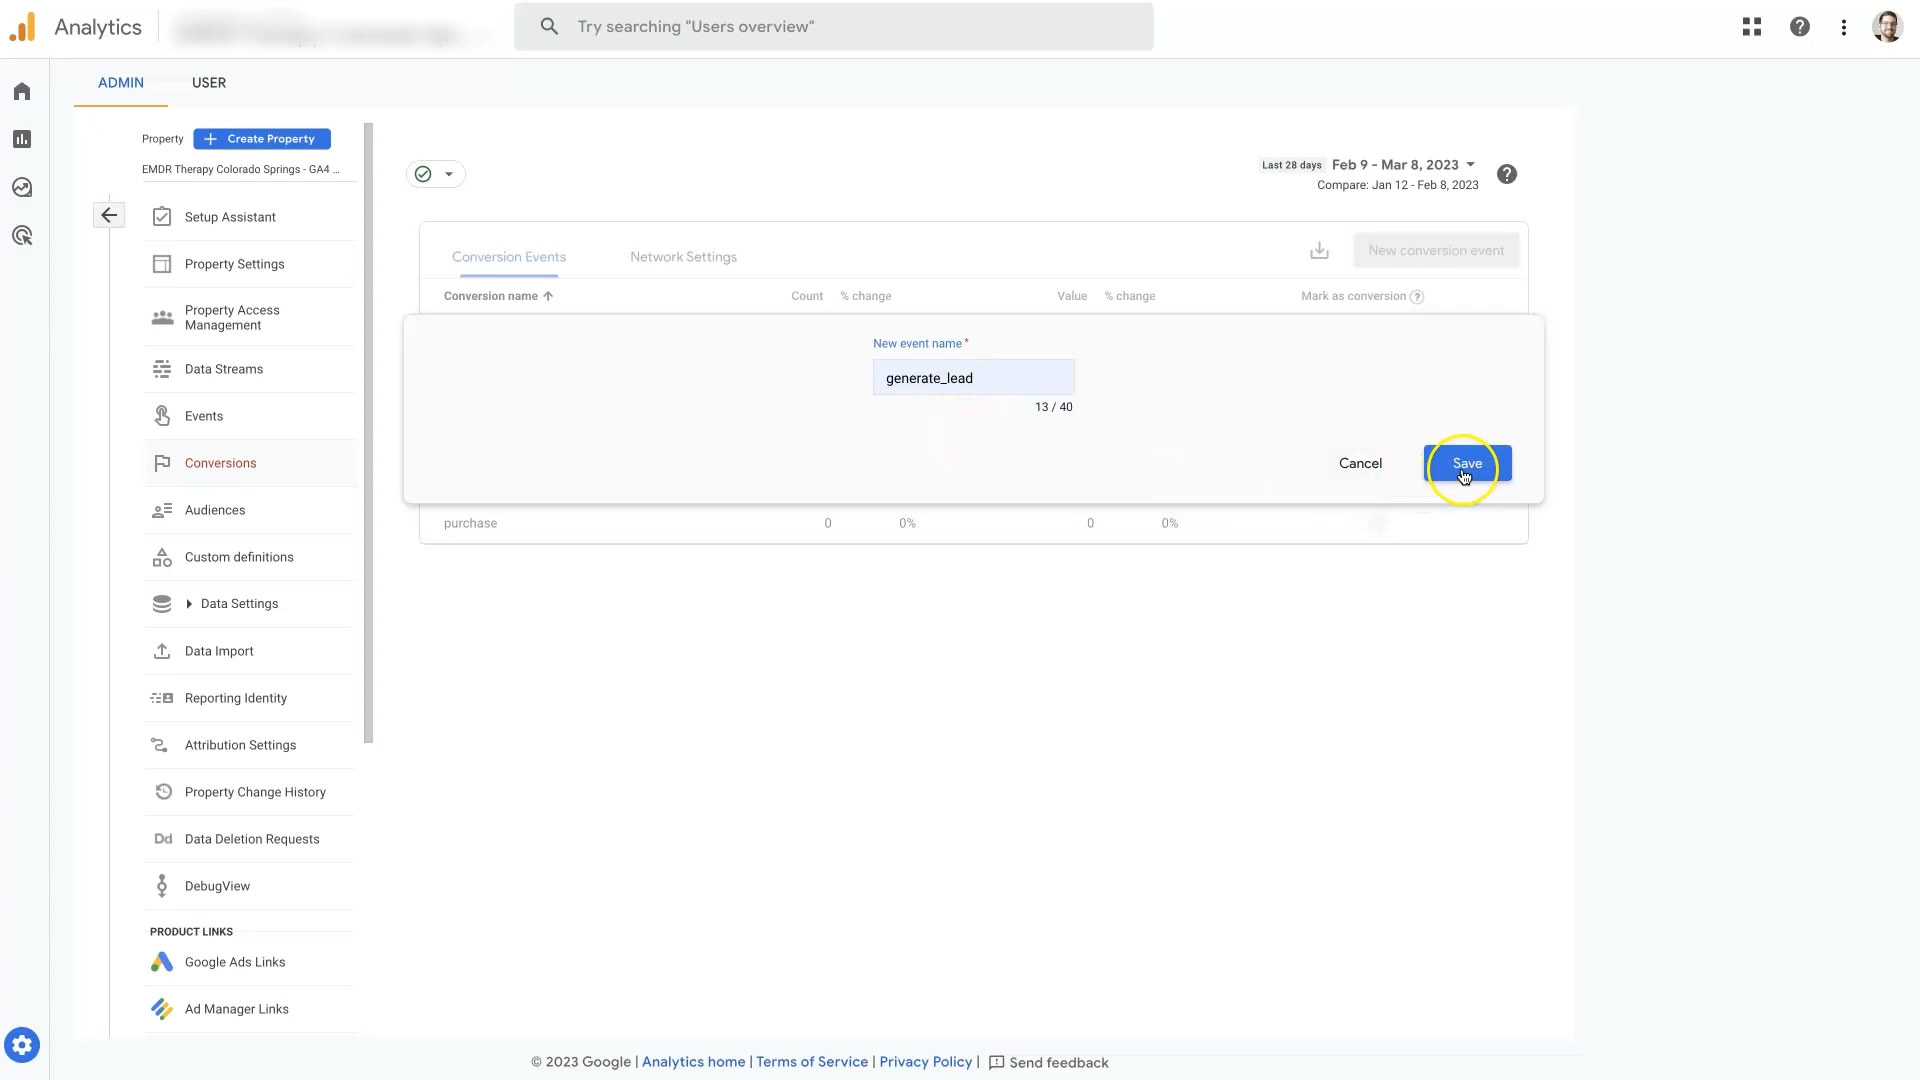 Analytics
Try searching "Users overview"
ADMIN
USER
Property
Create Property
EMDR Therapy Colorado Springs - GA4 ...
Last 28 days
Feb 9 - Mar 8, 2023
Compare: Jan 12 - Feb 8, 2023
Setup Assistant
Property Settings
Property Access
Management
Data Streams
Events
Conversions
Audiences
Custom definitions
Data Settings
Data Import
Reporting Identity
Attribution Settings
Property Change History
Dd Data Deletion Requests
DebugView
PRODUCT LINKS
Google Ads Links
Ad Manager Links
Conversion Events
Network Settings
New conversion event
Conversion name
Count
% change
Value
% change
Mark as conversion
New event name *
generate_lead
13 / 40
Cancel
Save
purchase
0
0%
0
0%
© 2023 Google | Analytics home | Terms of Service | Privacy Policy | Send feedback